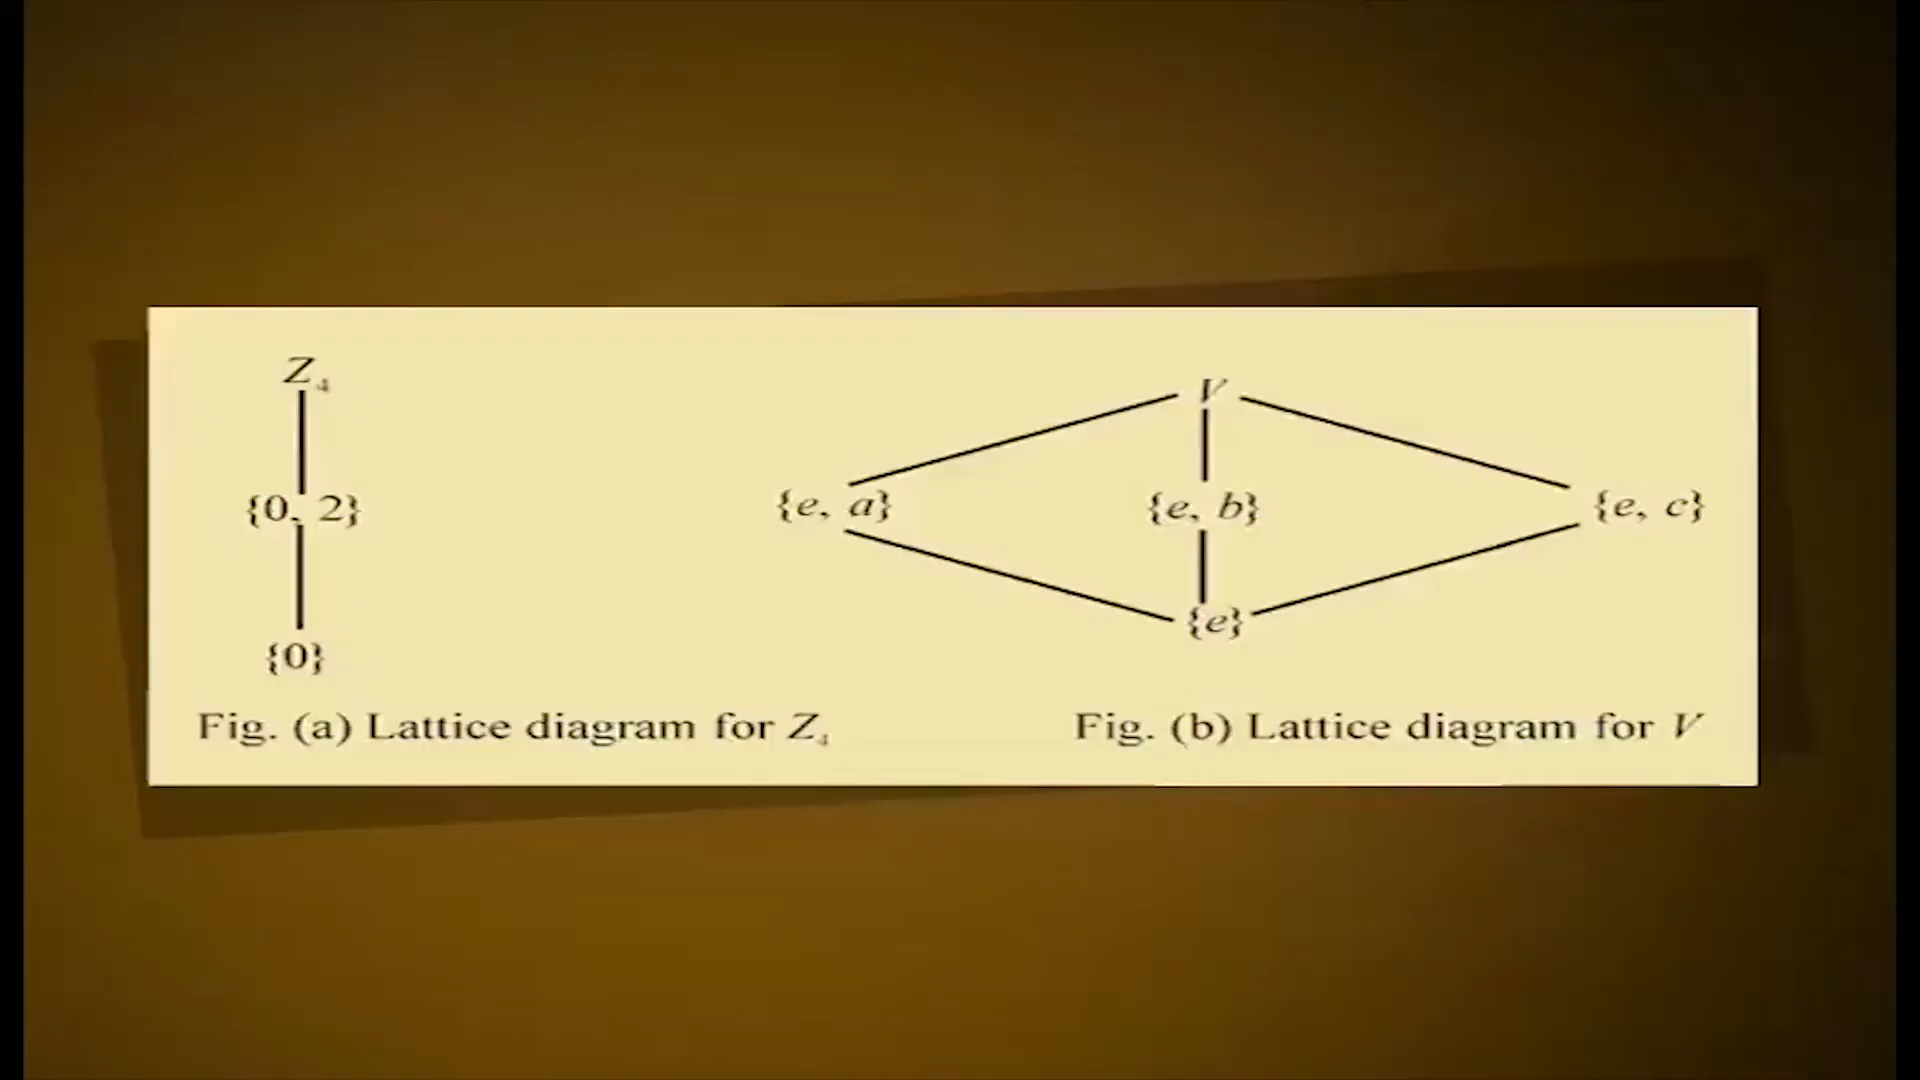 Z₄
{0, 2}
{0}
Fig. (a) Lattice diagram for Z₄
V
{e, a} {e, b} {e, c}
{e}
Fig. (b) Lattice diagram for V